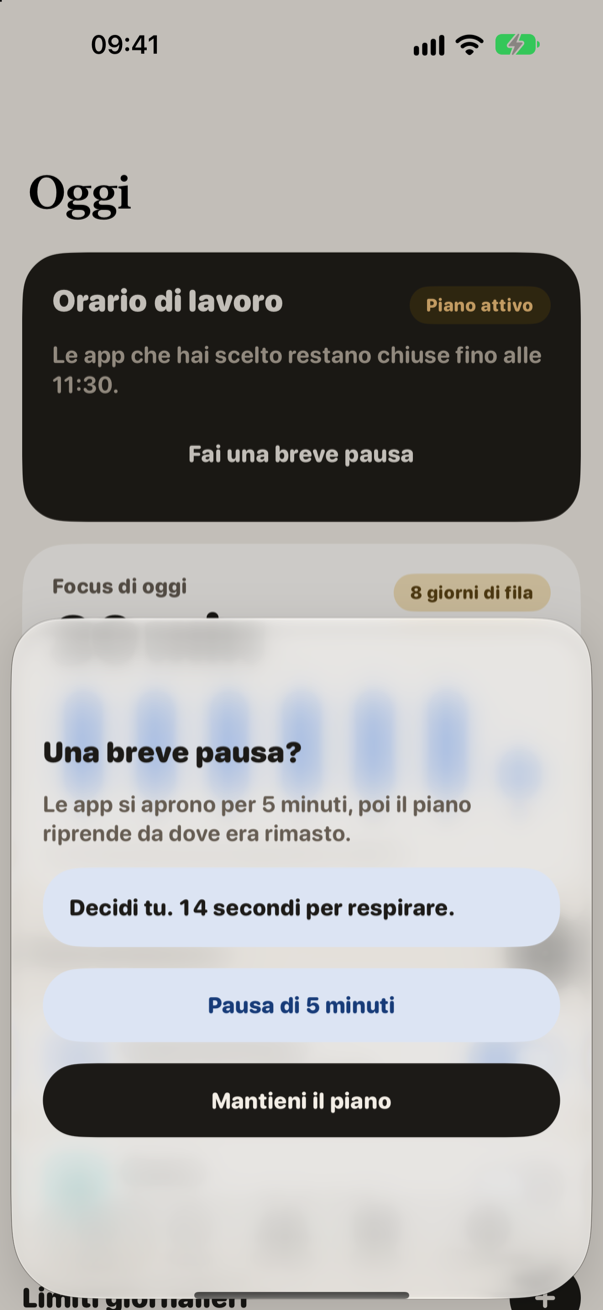 09:41
Oggi
Orario di lavoro
Piano attivo
Le app che hai scelto restano chiuse fino alle
11:30.
Fai una breve pausa
Focus di oggi
8 giorni di fila
Una breve pausa?
Le app si aprono per 5 minuti, poi il piano
riprende da dove era rimasto.
Decidi tu. 14 secondi per respirare.
Pausa di 5 minuti
Mantieni il piano
Limiti giornalieri